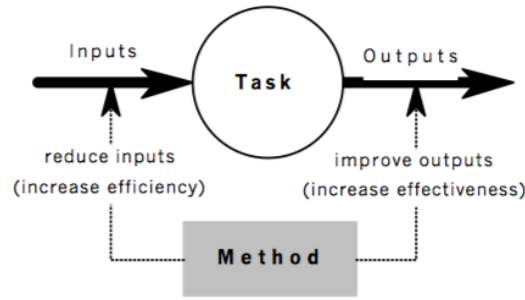 Inputs
Outputs
Task
reduce inputs
(increase efficiency)
improve outputs
(increase effectiveness)
Method